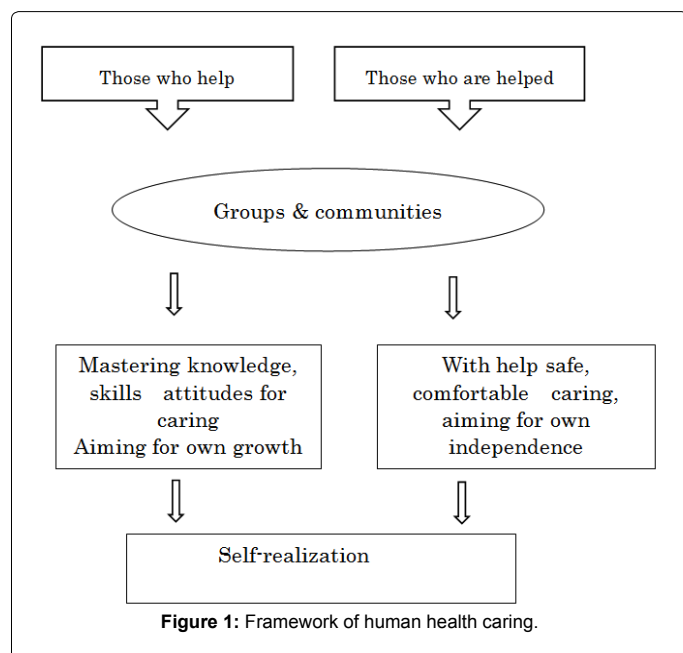 Those who help
Those who are helped
Groups & communities
Mastering knowledge,
skills attitudes for
caring
Aiming for own growth
With help safe,
comfortable caring,
aiming for own
independence
Self-realization
Figure 1: Framework of human health caring.